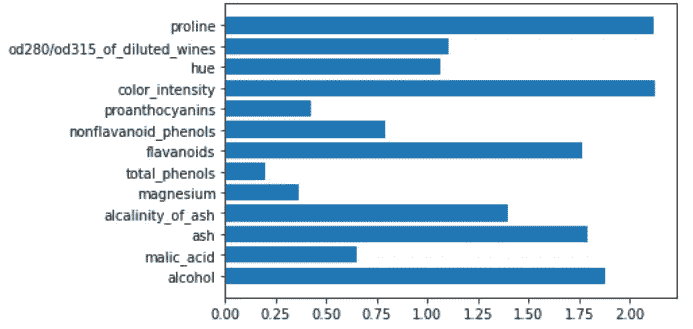 proline
od280/od315_of_diluted_wines
hue
color_intensity
proanthocyanins
nonflavanoid_phenols
flavanoids
total_phenols
magnesium
alcalinity_of_ash
ash
malic_acid
alcohol
0.00 0.25 0.50 0.75 1.00 1.25 1.50 1.75 2.00